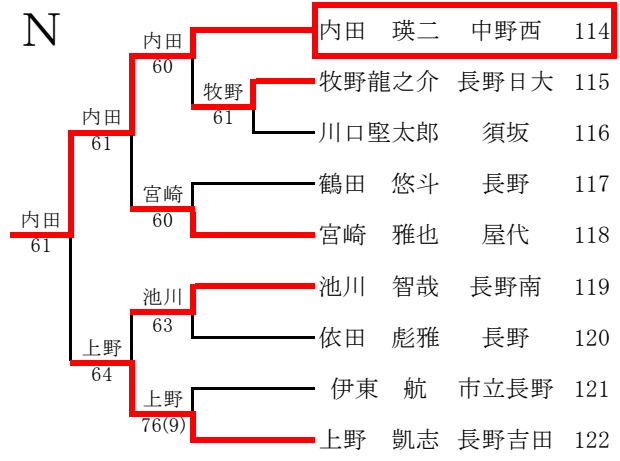 N
内田 瑛二 中野西 114
牧野龍之介 長野日大 115
川口堅太郎 須坂 116
鶴田 悠斗 長野 117
宮崎 雅也 屋代 118
池川 智哉 長野南 119
依田 彪雅 長野 120
伊東 航 市立長野 121
上野 凱志 長野吉田 122
内田
60
牧野
61
内田
61
宮崎
60
内田
61
池川
63
上野
64
上野
76(9)